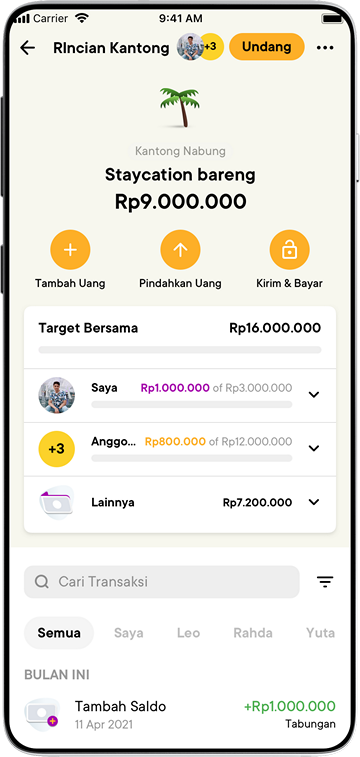 Carrier 9:41 AM
RIncian Kantong +3 Undang
Kantong Nabung
Staycation bareng
Rp9.000.000
Tambah Uang Pindahkan Uang Kirim & Bayar
Target Bersama Rp16.000.000
Saya Rp1.000.000 of Rp3.000.000
+3 Anggo... Rp800.000 of Rp12.000.000
Lainnya Rp7.200.000
Cari Transaksi
Semua Saya Leo Rahda Yuta
BULAN INI
Tambah Saldo +Rp1.000.000
11 Apr 2021 Tabungan